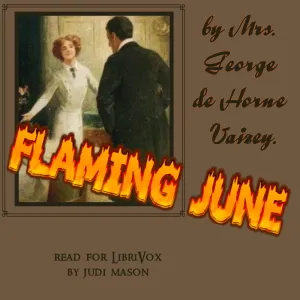 by Mrs.
George
de Horne
Vaizey.
FLAMING JUNE
READ FOR LIBRIVOX
BY JUDI MASON